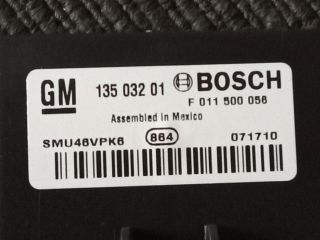 GM 135 032 01 BOSCH
F 011 500 056
Assembled in Mexico
SMU46VPK6 864 071710